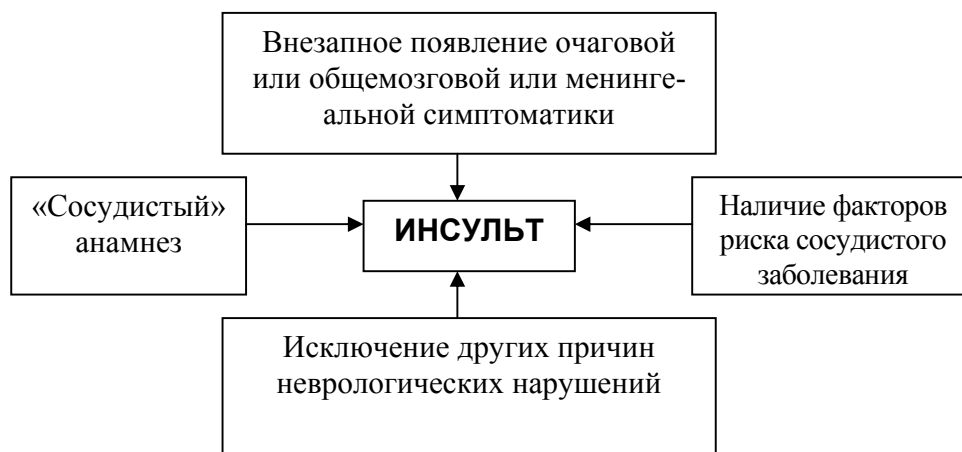 Внезапное появление очаговой
или общемозговой или менинге-
альной симптоматики
«Сосудистый»
анамнез
ИНСУЛЬТ
Наличие факторов
риска сосудистого
заболевания
Исключение других причин
неврологических нарушений